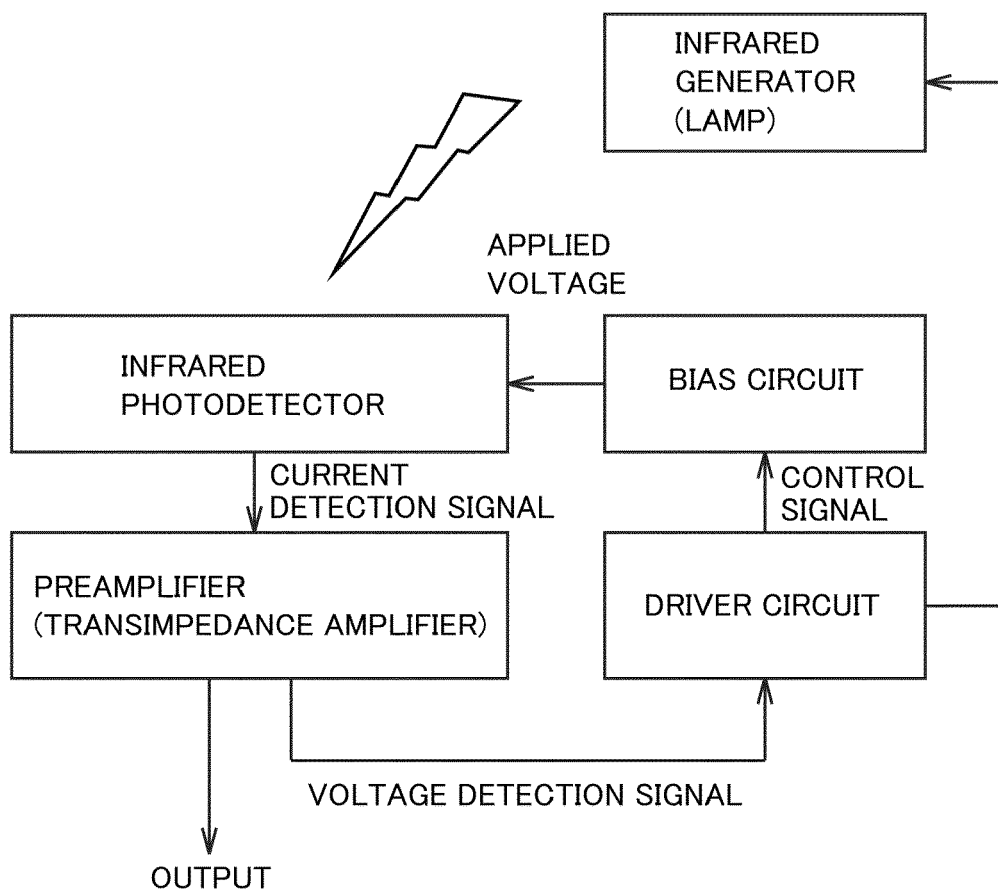 INFRARED
GENERATOR
(LAMP)
APPLIED
VOLTAGE
INFRARED
PHOTODETECTOR
BIAS CIRCUIT
CURRENT
DETECTION SIGNAL
CONTROL
SIGNAL
PREAMPLIFIER
(TRANSIMPEDANCE AMPLIFIER)
DRIVER CIRCUIT
VOLTAGE DETECTION SIGNAL
OUTPUT